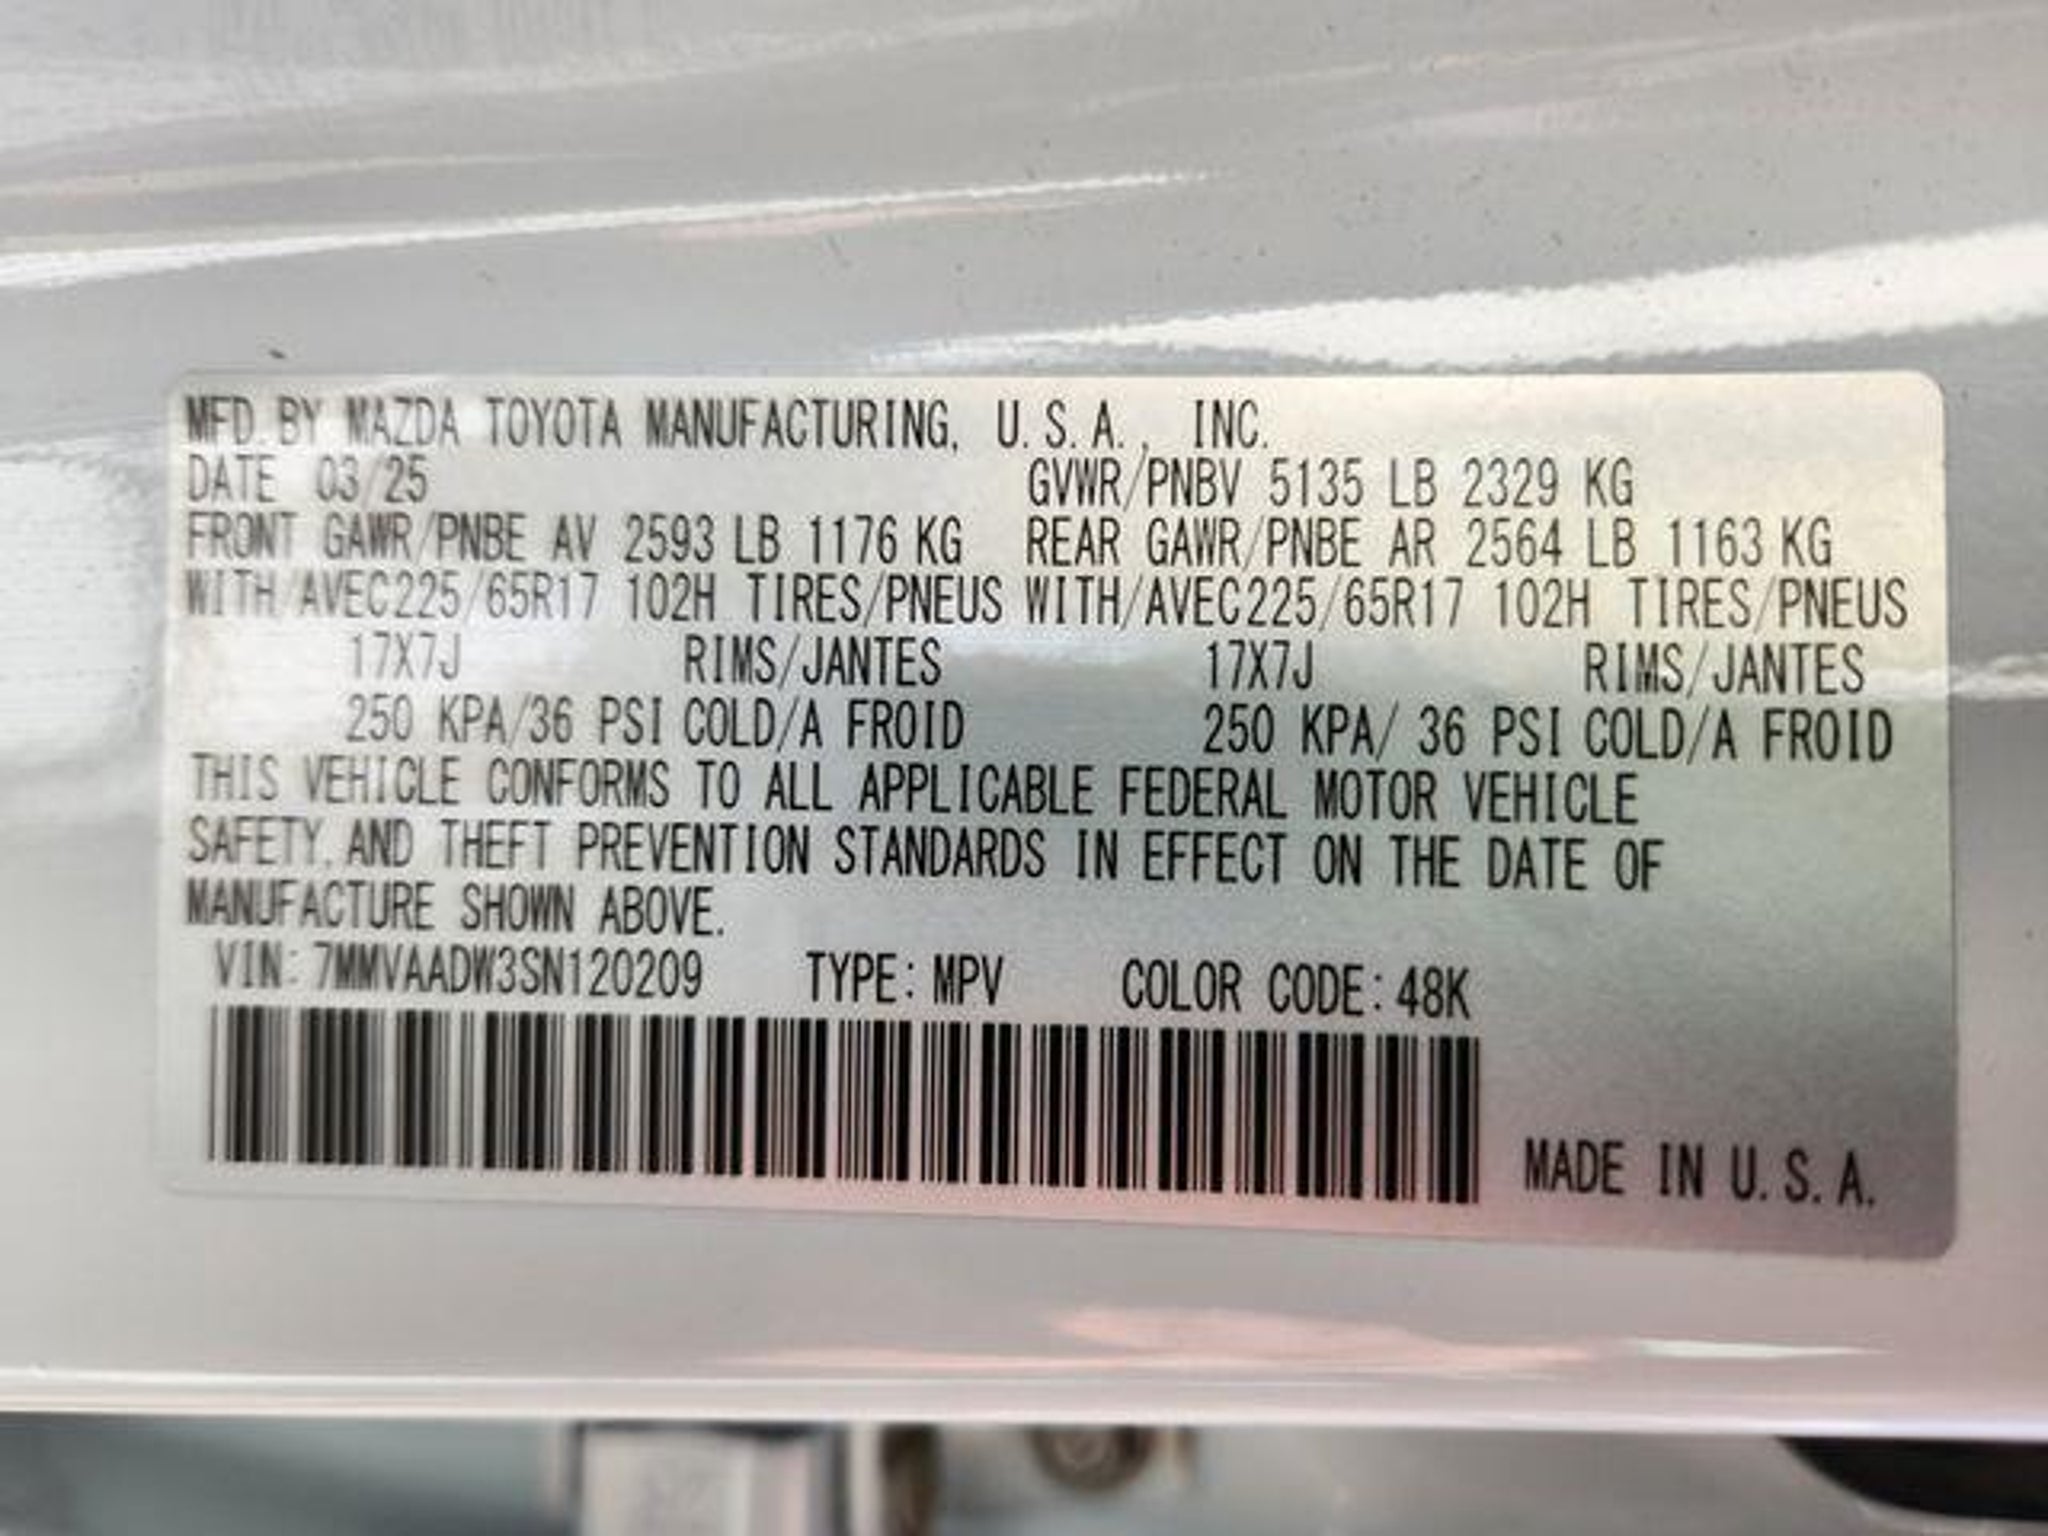 MFD. BY MAZDA TOYOTA MANUFACTURING, U.S.A., INC.
DATE 03/25 GVWR/PNBV 5135 LB 2329 KG
FRONT GAWR/PNBE AV 2593 LB 1176 KG REAR GAWR/PNBE AR 2564 LB 1163 KG
WITH/AVEC225/65R17 102H TIRES/PNEUS WITH/AVEC225/65R17 102H TIRES/PNEUS
17X7J RIMS/JANTES 17X7J RIMS/JANTES
250 KPA/36 PSI COLD/A FROID 250 KPA/ 36 PSI COLD/A FROID
THIS VEHICLE CONFORMS TO ALL APPLICABLE FEDERAL MOTOR VEHICLE
SAFETY, AND THEFT PREVENTION STANDARDS IN EFFECT ON THE DATE OF
MANUFACTURE SHOWN ABOVE.
VIN: 7MMVAADW3SN120209 TYPE: MPV COLOR CODE: 48K
MADE IN U.S.A.